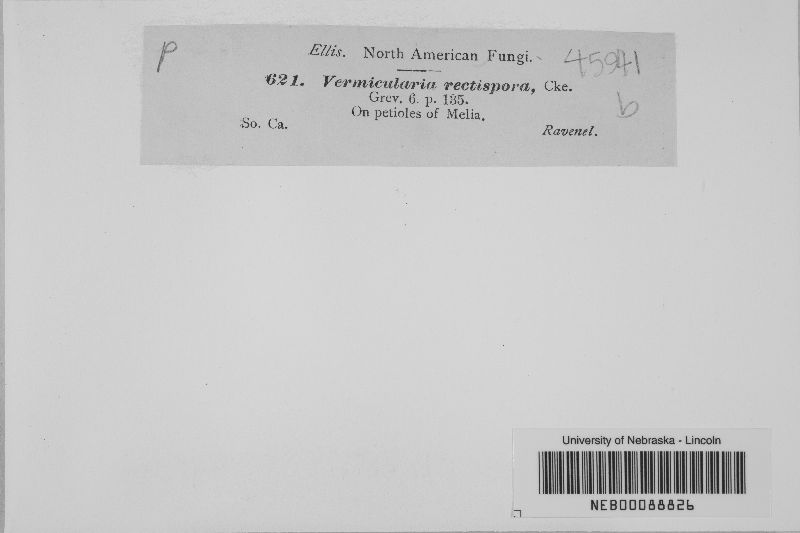 p
Ellis. North American Fungi.
45941
621. Vermicularia rectispora, Cke.
Grev. 6. p. 135.
b
On petioles of Melia.
So. Ca.
Ravenel.
University of Nebraska - Lincoln
NEB00088826